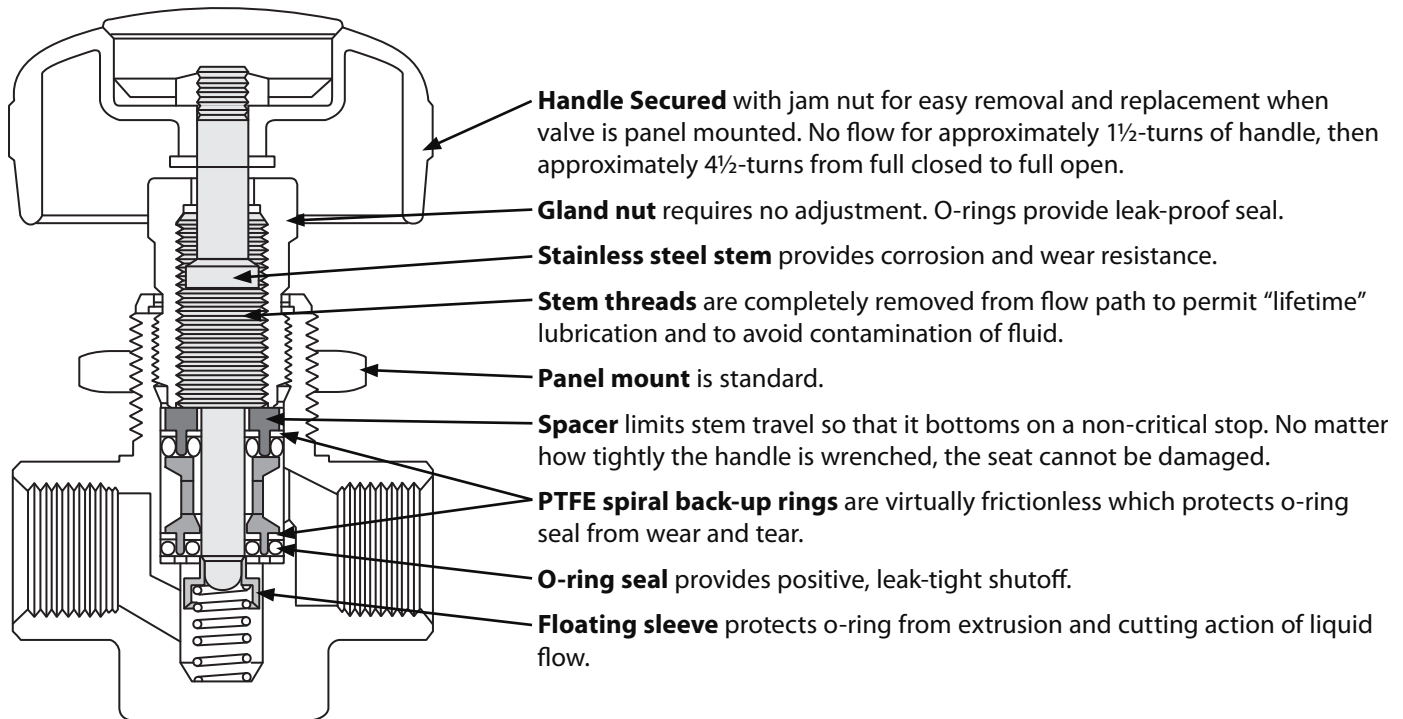 Handle Secured with jam nut for easy removal and replacement when
valve is panel mounted. No flow for approximately 1½-turns of handle, then
approximately 4½-turns from full closed to full open.
Gland nut requires no adjustment. O-rings provide leak-proof seal.
Stainless steel stem provides corrosion and wear resistance.
Stem threads are completely removed from flow path to permit “lifetime”
lubrication and to avoid contamination of fluid.
Panel mount is standard.
Spacer limits stem travel so that it bottoms on a non-critical stop. No matter
how tightly the handle is wrenched, the seat cannot be damaged.
PTFE spiral back-up rings are virtually frictionless which protects o-ring
seal from wear and tear.
O-ring seal provides positive, leak-tight shutoff.
Floating sleeve protects o-ring from extrusion and cutting action of liquid
flow.